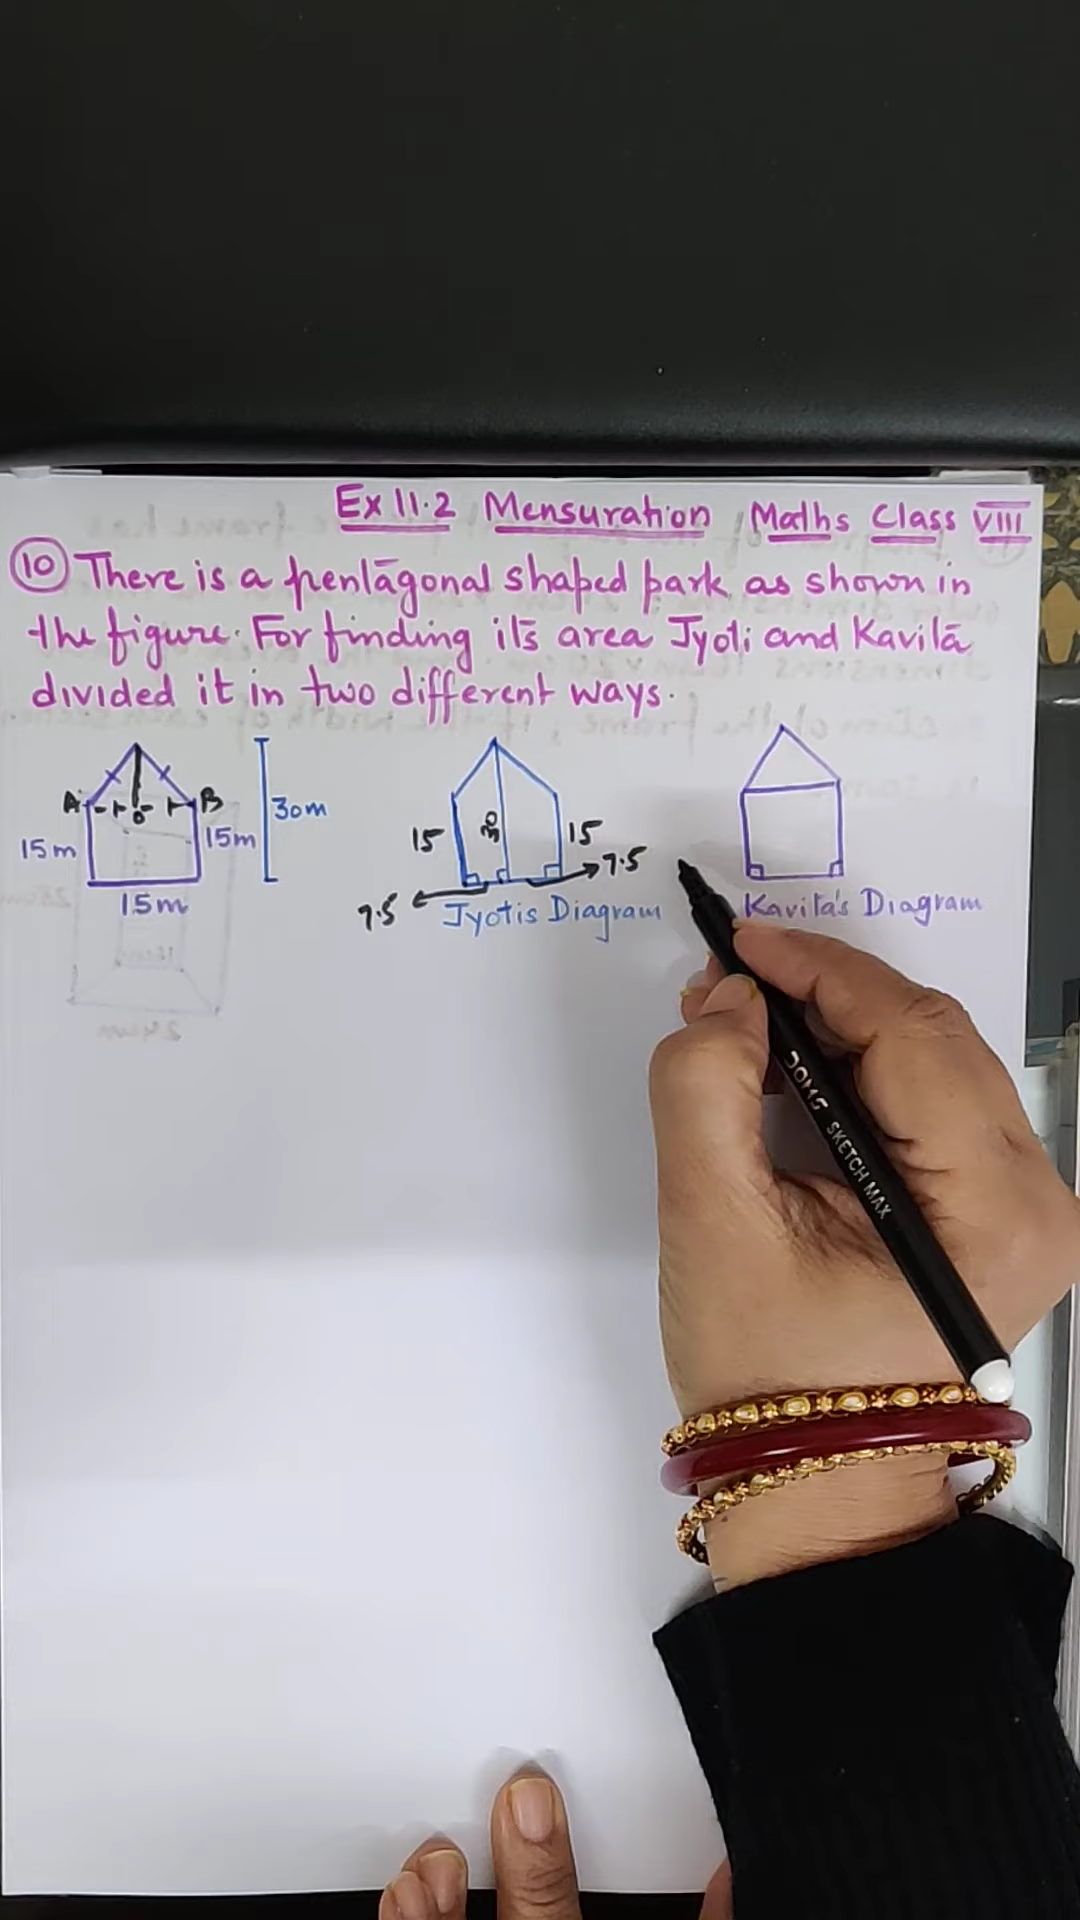 Ex 11.2 Mensuration Maths Class VIII
10 There is a pentagonal shaped park as shown in
the figure. For finding its area Jyoti and Kavita
divided it in two different ways.
A O B
15m 15m 30m
15m
15 30 15
7.5 7.5
Jyotis Diagram
Kavita's Diagram
DOMS SKETCH MAX